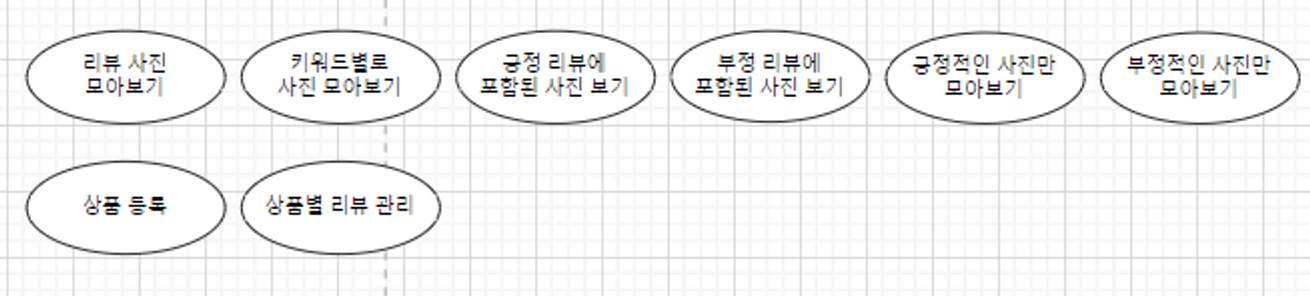 리뷰 사진
모아보기
키워드별로
사진 모아보기
긍정 리뷰에
포함된 사진 보기
부정 리뷰에
포함된 사진 보기
긍정적인 사진만
모아보기
부정적인 사진만
모아보기
상품 등록
상품별 리뷰 관리